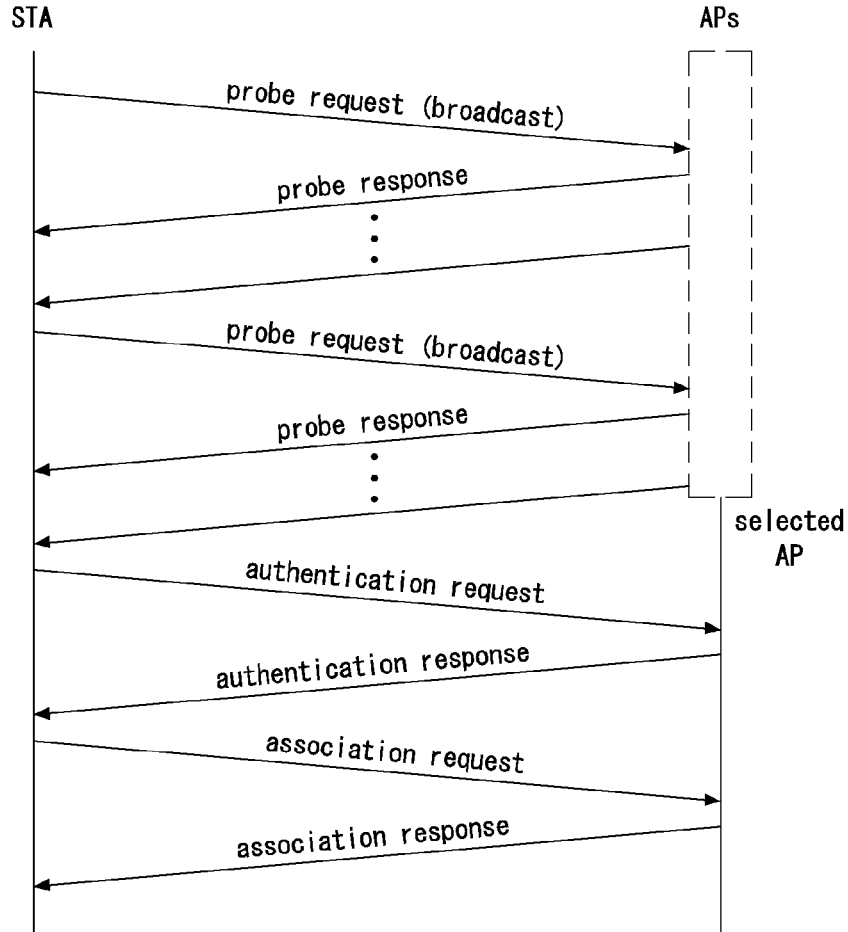 STA
APs
probe request (broadcast)
probe response
probe request (broadcast)
probe response
selected
AP
authentication request
authentication response
association request
association response